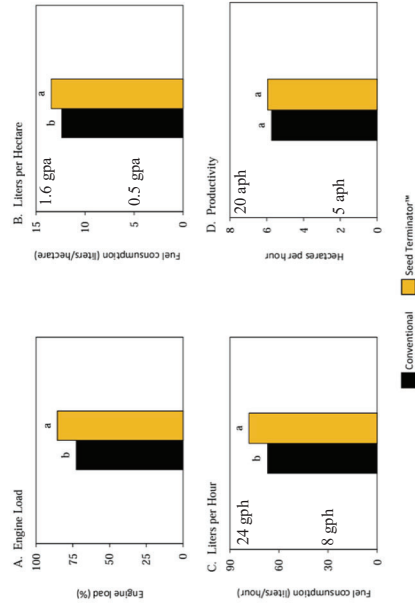 A. Engine Load
Engine load (%)
100
75
50
25
0
b
a
B. Liters per Hectare
Fuel consumption (liters/hectare)
15
10
5
0
1.6 gpa
0.5 gpa
b
a
C. Liters per Hour
Fuel consumption (liters/hour)
90
60
30
0
24 gph
8 gph
b
a
D. Productivity
Hectares per hour
8
6
4
2
0
20 aph
5 aph
a
a
Conventional
Seed Terminator™